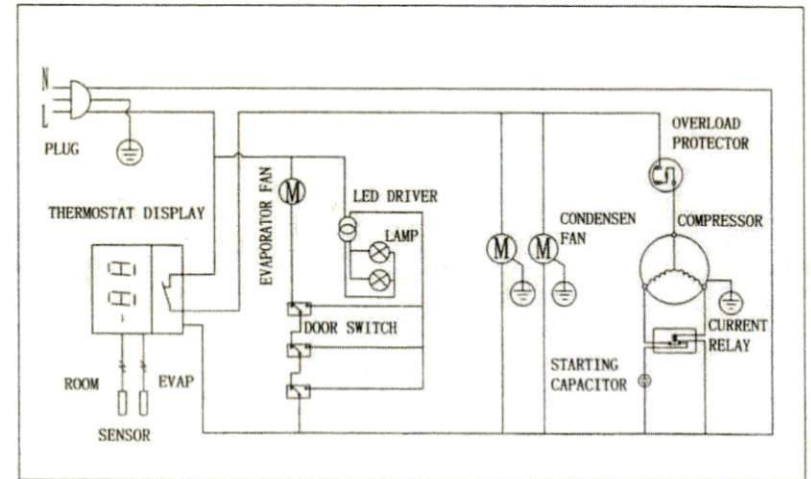 N
L
PLUG
OVERLOAD
PROTECTOR
THERMOSTAT DISPLAY
EVAPORATOR FAN
M
LED DRIVER
LAMP
M
M
CONDENSEN
FAN
COMPRESSOR
DOOR SWITCH
CURRENT
RELAY
STARTING
CAPACITOR
ROOM
EVAP
SENSOR